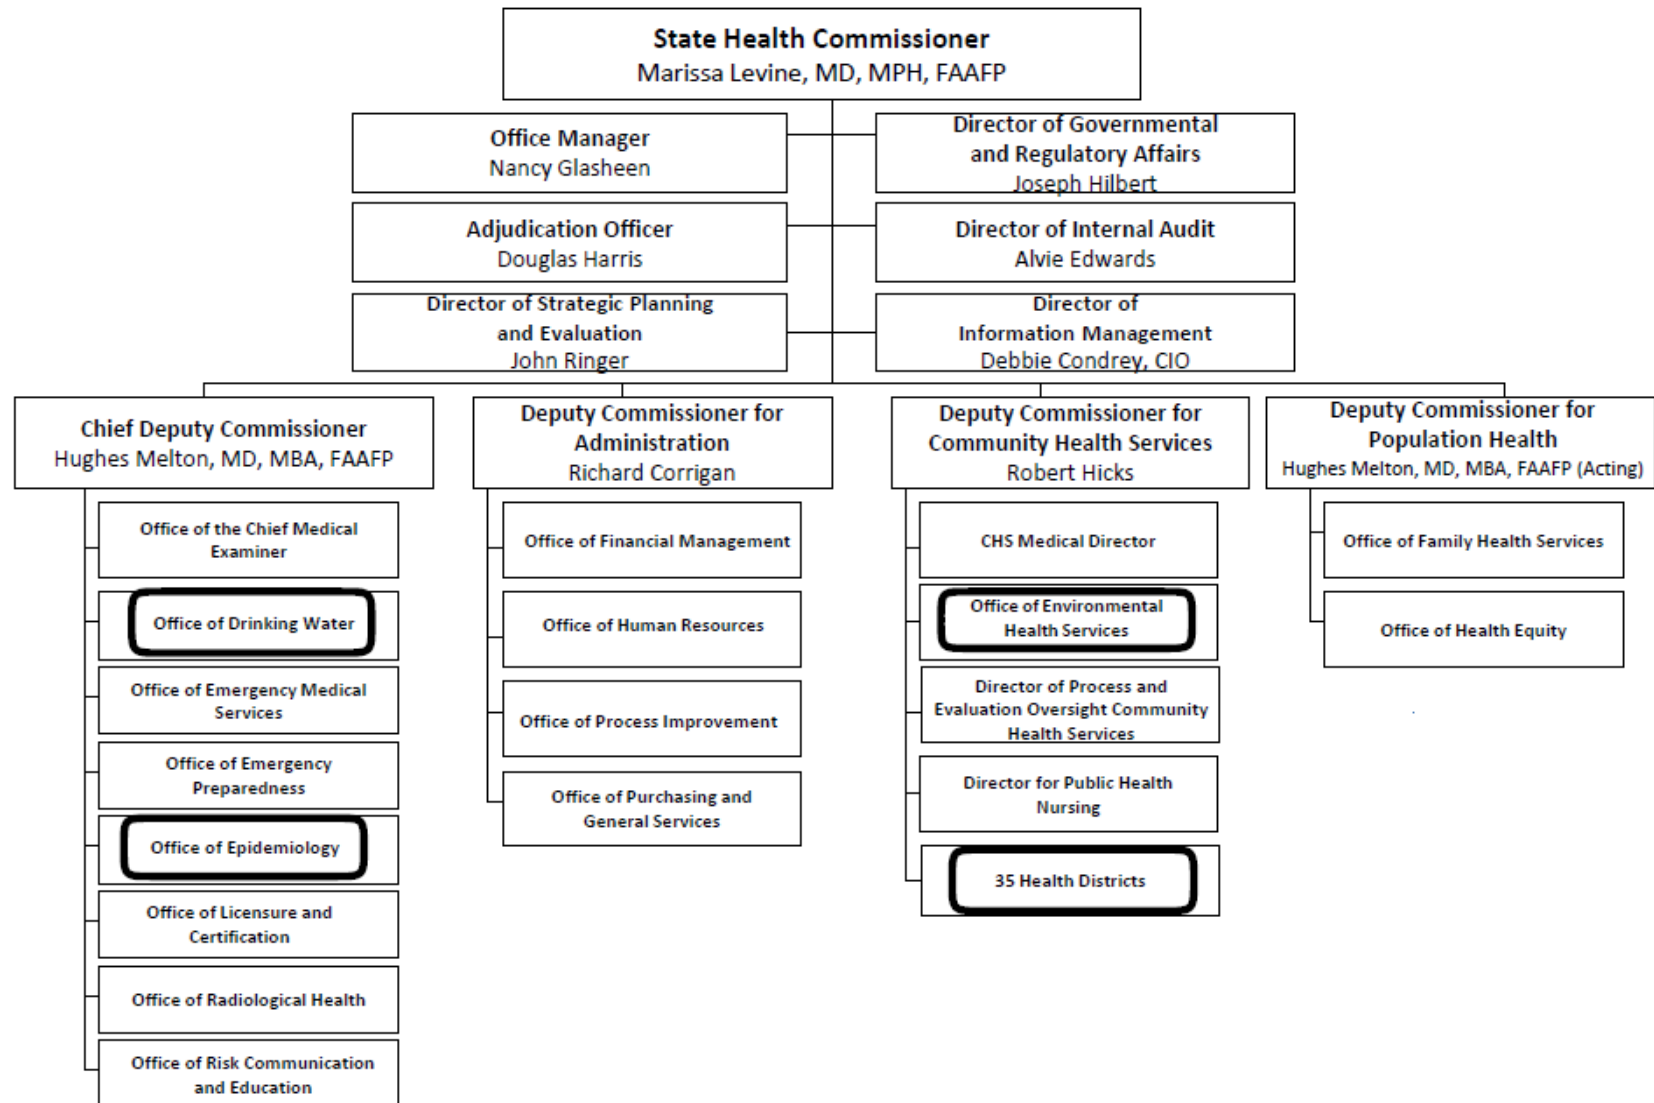 State Health Commissioner
Marissa Levine, MD, MPH, FAAFP
Office Manager
Nancy Glasheen
Director of Governmental
and Regulatory Affairs
Joseph Hilbert
Adjudication Officer
Douglas Harris
Director of Internal Audit
Alvie Edwards
Director of Strategic Planning
and Evaluation
John Ringer
Director of
Information Management
Debbie Condrey, CIO
Chief Deputy Commissioner
Hughes Melton, MD, MBA, FAAFP
Office of the Chief Medical
Examiner
Office of Drinking Water
Office of Emergency Medical
Services
Office of Emergency
Preparedness
Office of Epidemiology
Office of Licensure and
Certification
Office of Radiological Health
Office of Risk Communication
and Education
Deputy Commissioner for
Administration
Richard Corrigan
Office of Financial Management
Office of Human Resources
Office of Process Improvement
Office of Purchasing and
General Services
Deputy Commissioner for
Community Health Services
Robert Hicks
CHS Medical Director
Office of Environmental
Health Services
Director of Process and
Evaluation Oversight Community
Health Services
Director for Public Health
Nursing
35 Health Districts
Deputy Commissioner for
Population Health
Hughes Melton, MD, MBA, FAAFP (Acting)
Office of Family Health Services
Office of Health Equity